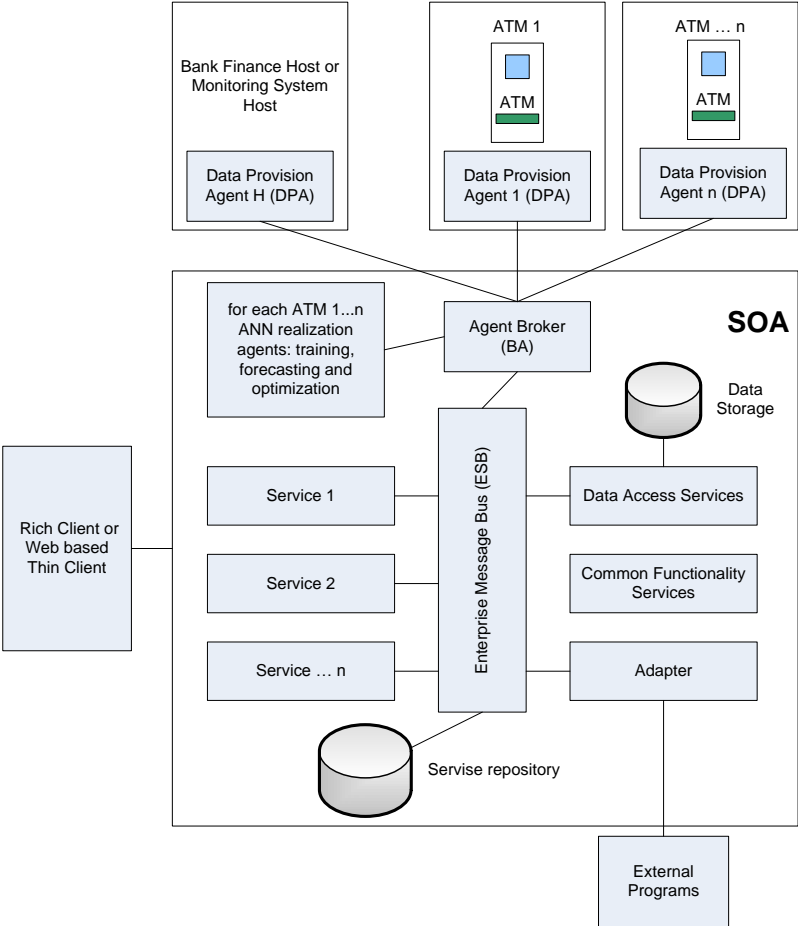 Bank Finance Host or
Monitoring System
Host
Data Provision
Agent H (DPA)
ATM 1
ATM
Data Provision
Agent 1 (DPA)
ATM … n
ATM
Data Provision
Agent n (DPA)
SOA
for each ATM 1...n
ANN realization
agents: training,
forecasting and
optimization
Agent Broker
(BA)
Data
Storage
Rich Client or
Web based
Thin Client
Service 1
Service 2
Service … n
Enterprise Message Bus (ESB)
Data Access Services
Common Functionality
Services
Adapter
Servise repository
External
Programs